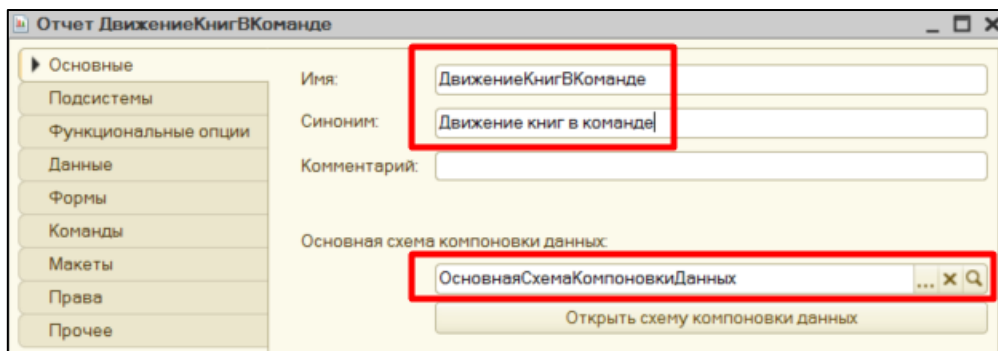 Отчет ДвижениеКнигВКоманде
Основные
Подсистемы
Функциональные опции
Данные
Формы
Команды
Макеты
Права
Прочее
Имя: ДвижениеКнигВКоманде
Синоним: Движение книг в команде
Комментарий:
Основная схема компоновки данных:
ОсновнаяСхемаКомпоновкиДанных ...
Открыть схему компоновки данных